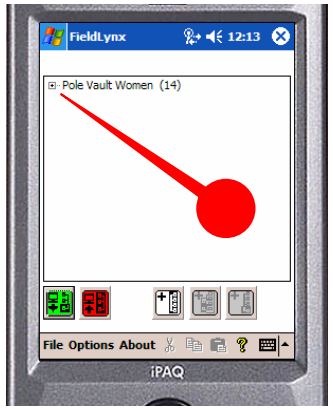 FieldLynx 12:13
Pole Vault Women (14)
File Options About
iPAQ